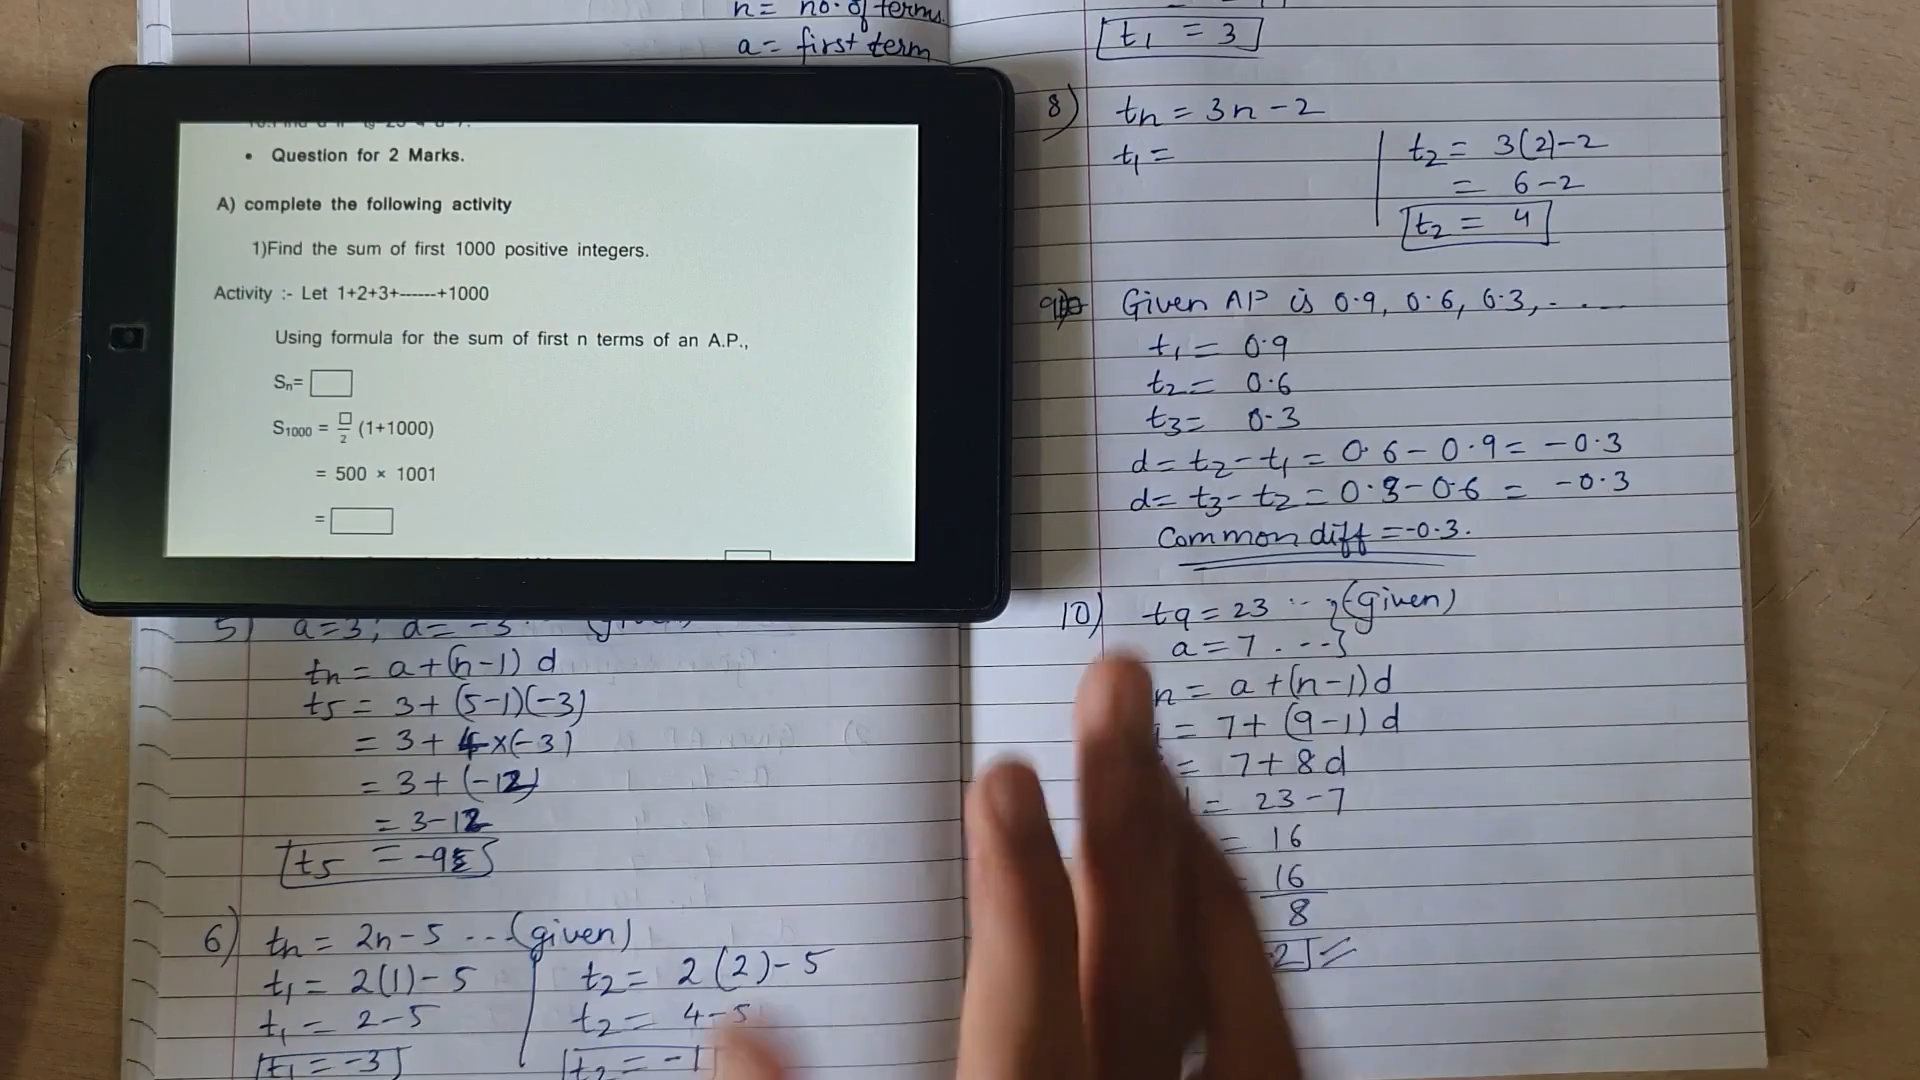 n = no. of terms.
a = first term
• Question for 2 Marks.
A) complete the following activity
1)Find the sum of first 1000 positive integers.
Activity :- Let 1+2+3+------+1000
Using formula for the sum of first n terms of an A.P.,
Sn= □
S1000 = □/2 (1+1000)
= 500 × 1001
= □
5) a=3, d= -3
tn = a+(n-1) d
t5 = 3+ (5-1)(-3)
= 3+ 4×(-3)
= 3+ (-12)
= 3-12
t5 = -9
6) tn = 2n-5 ... (given)
t1 = 2(1)-5 t2 = 2(2)-5
t1 = 2-5 t2 = 4-5
t1 = -3 t2 = -1
t1 = 3
8) tn = 3n-2
t1 = t2 = 3(2)-2
= 6-2
t2 = 4
9) Given AP is 0.9, 0.6, 0.3, . ....
t1 = 0.9
t2 = 0.6
t3 = 0.3
d = t2 - t1 = 0.6-0.9 = -0.3
d = t3 - t2 = 0.3-0.6 = -0.3
Common diff = -0.3.
10) t9 = 23 ... } (given)
a = 7 . --- }
n = a+(n-1)d
= 7+ (9-1) d
= 7+8d
= 23-7
= 16
16
8
2